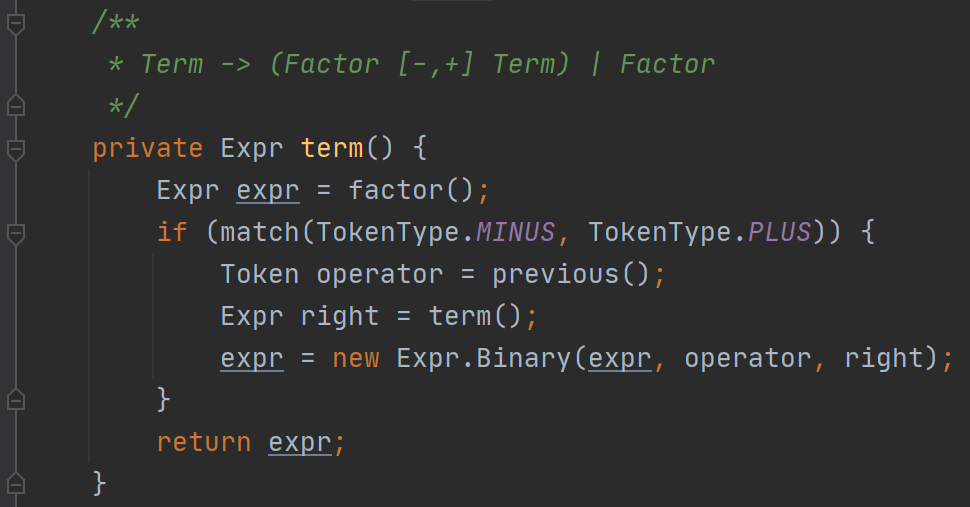 /**
 * Term -> (Factor [-,+] Term) | Factor
 */
private Expr term() {
    Expr expr = factor();
    if (match(TokenType.MINUS, TokenType.PLUS)) {
        Token operator = previous();
        Expr right = term();
        expr = new Expr.Binary(expr, operator, right);
    }
    return expr;
}